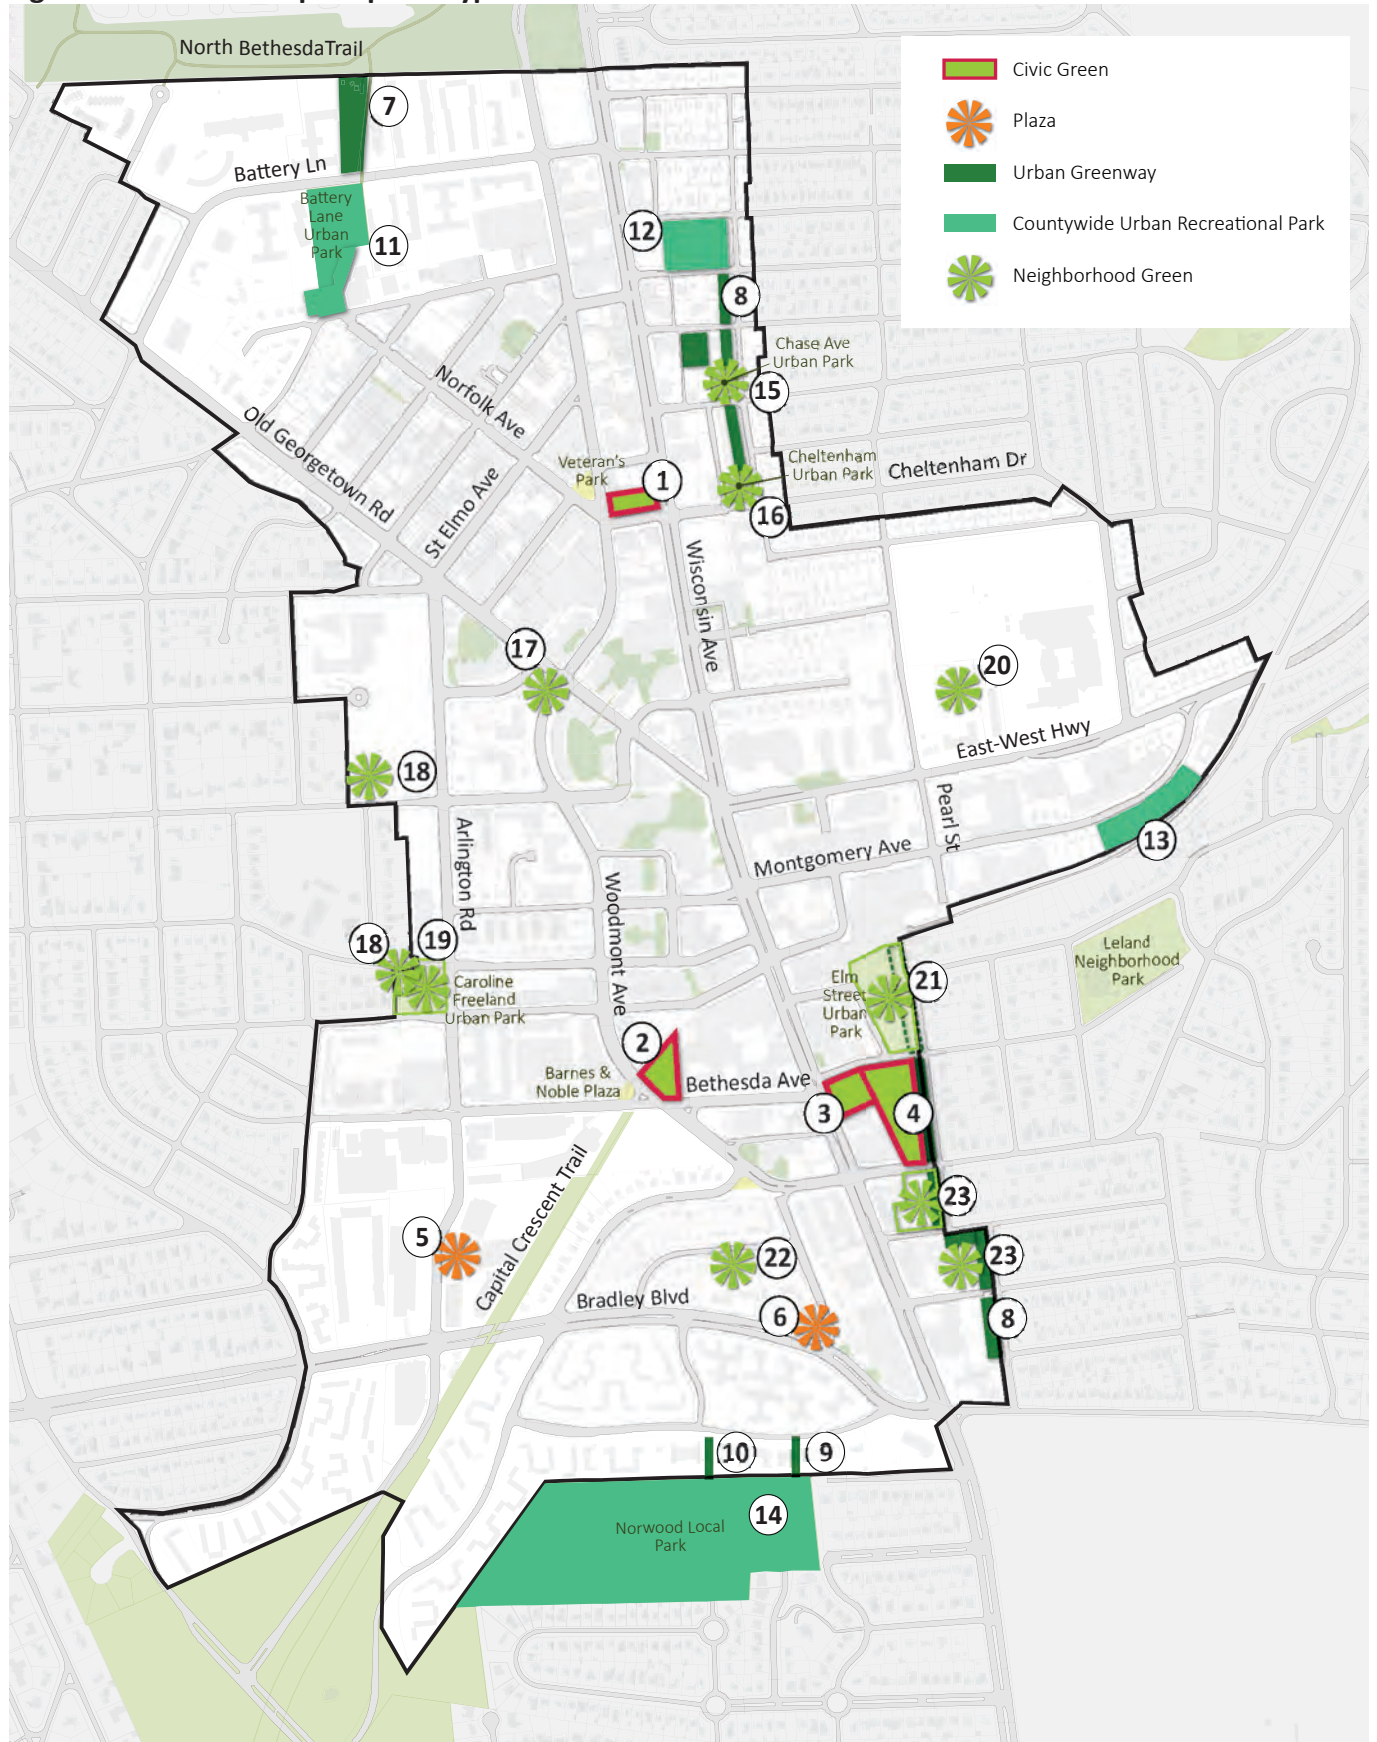 North BethesdaTrail
Civic Green
Plaza
Urban Greenway
Countywide Urban Recreational Park
Neighborhood Green
7
Battery Ln
Battery
Lane
Urban
Park
11
12
8
Chase Ave
Urban Park
15
Norfolk Ave
Old Georgetown Rd
St Elmo Ave
Veteran's
Park
1
Cheltenham
Urban Park
Cheltenham Dr
16
Wisconsin Ave
17
20
East-West Hwy
18
Pearl St
13
Arlington Rd
Montgomery Ave
Woodmont Ave
18
19
Caroline
Freeland
Urban Park
Elm
Street
Urban
Park
21
Leland
Neighborhood
Park
2
Barnes &
Noble Plaza
Bethesda Ave
3
4
Capital Crescent Trail
23
5
22
23
Bradley Blvd
6
8
10
9
14
Norwood Local
Park